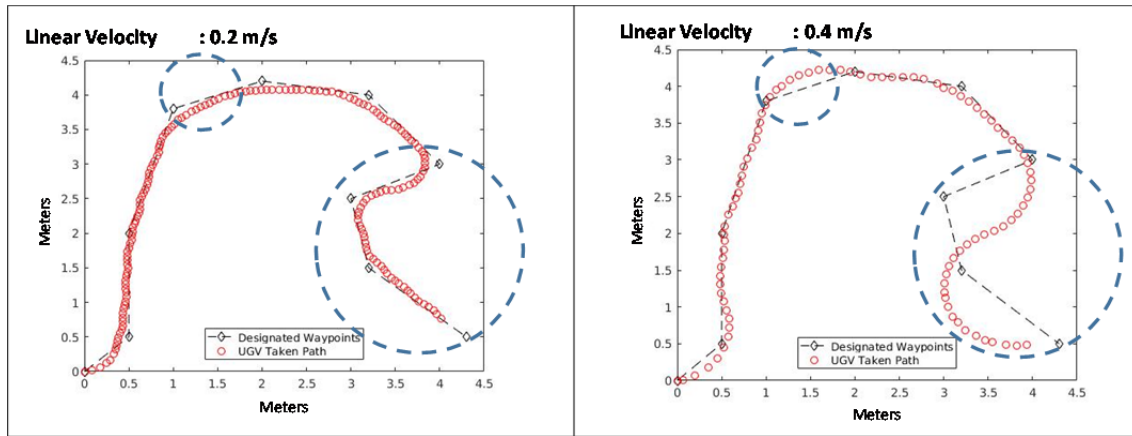 Linear Velocity : 0.2 m/s
4.5
4
3.5
3
2.5
2
1.5
1
0.5
0
Meters
0 0.5 1 1.5 2 2.5 3 3.5 4 4.5
Meters
Designated Waypoints
UGV Taken Path
Linear Velocity : 0.4 m/s
4.5
4
3.5
3
2.5
2
1.5
1
0.5
0
Meters
0 0.5 1 1.5 2 2.5 3 3.5 4 4.5
Meters
Designated Waypoints
UGV Taken Path